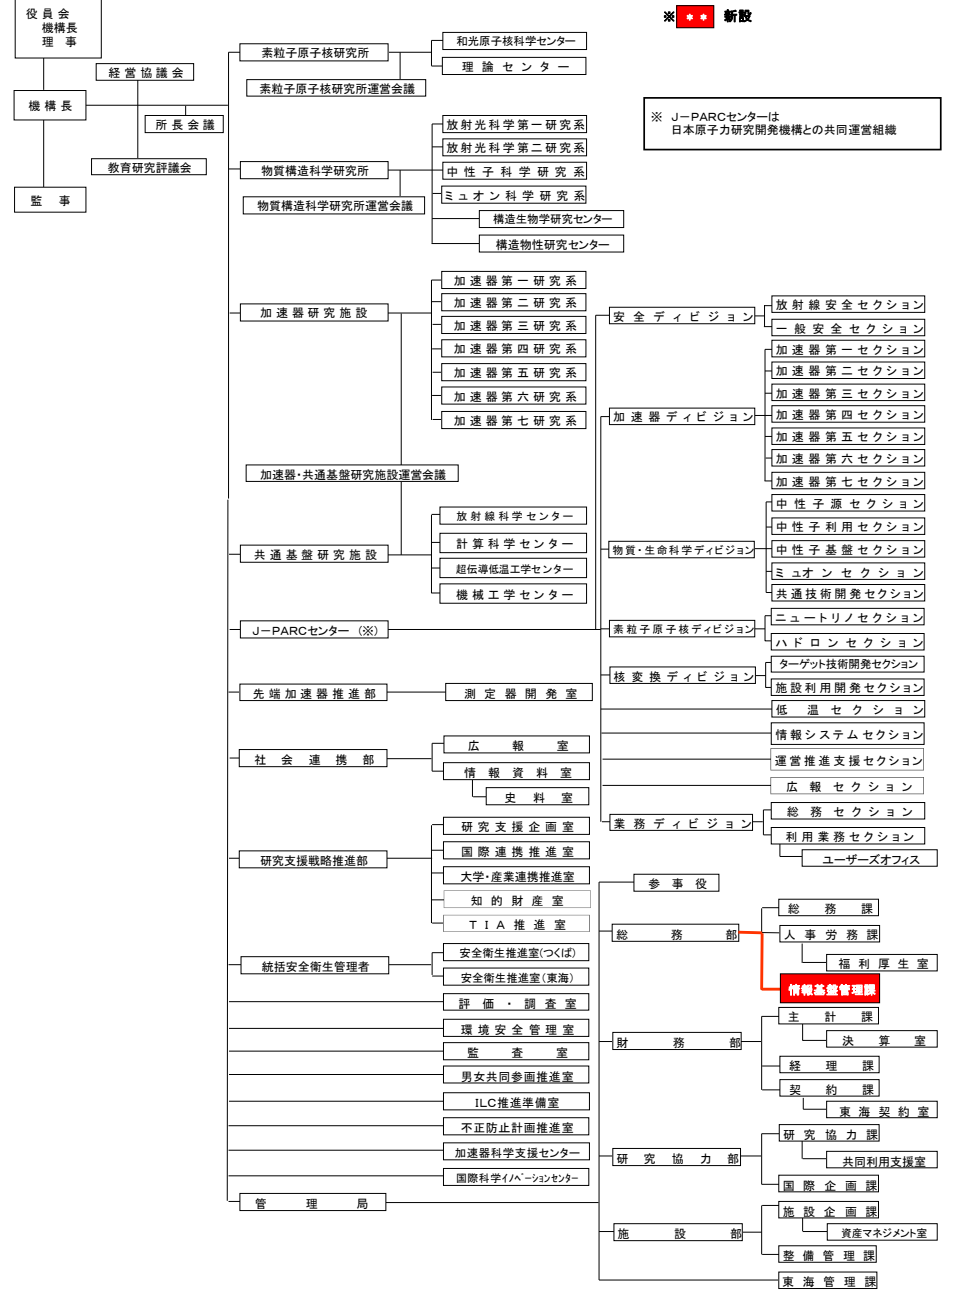 役員会
機構長
理事
機構長
監事
経営協議会
所長会議
教育研究評議会
※ ** 新設
※ J－PARCセンターは
日本原子力研究開発機構との共同運営組織
素粒子原子核研究所
素粒子原子核研究所運営会議
和光原子核科学センター
理論センター
物質構造科学研究所
物質構造科学研究所運営会議
放射光科学第一研究系
放射光科学第二研究系
中性子科学研究系
ミュオン科学研究系
構造生物学研究センター
構造物性研究センター
加速器研究施設
加速器第一研究系
加速器第二研究系
加速器第三研究系
加速器第四研究系
加速器第五研究系
加速器第六研究系
加速器第七研究系
加速器・共通基盤研究施設運営会議
共通基盤研究施設
放射線科学センター
計算科学センター
超伝導低温工学センター
機械工学センター
J－PARCセンター（※）
安全ディビジョン
放射線安全セクション
一般安全セクション
加速器ディビジョン
加速器第一セクション
加速器第二セクション
加速器第三セクション
加速器第四セクション
加速器第五セクション
加速器第六セクション
加速器第七セクション
物質・生命科学ディビジョン
中性子源セクション
中性子利用セクション
中性子基盤セクション
ミュオンセクション
共通技術開発セクション
素粒子原子核ディビジョン
ニュートリノセクション
ハドロンセクション
核変換ディビジョン
ターゲット技術開発セクション
施設利用開発セクション
低温セクション
情報システムセクション
運営推進支援セクション
広報セクション
業務ディビジョン
総務セクション
利用業務セクション
ユーザーズオフィス
先端加速器推進部
測定器開発室
社会連携部
広報室
情報資料室
史料室
研究支援戦略推進部
研究支援企画室
国際連携推進室
大学・産業連携推進室
知的財産室
TIA推進室
統括安全衛生管理者
安全衛生推進室(つくば)
安全衛生推進室(東海)
評価・調査室
環境安全管理室
監査室
男女共同参画推進室
ILC推進準備室
不正防止計画推進室
加速器科学支援センター
国際科学ｲﾉﾍﾞｰｼｮﾝｾﾝﾀｰ
管理局
参事役
総務部
総務課
人事労務課
福利厚生室
情報基盤管理課
財務部
主計課
決算室
経理課
契約課
東海契約室
研究協力部
研究協力課
共同利用支援室
国際企画課
施設部
施設企画課
資産マネジメント室
整備管理課
東海管理課